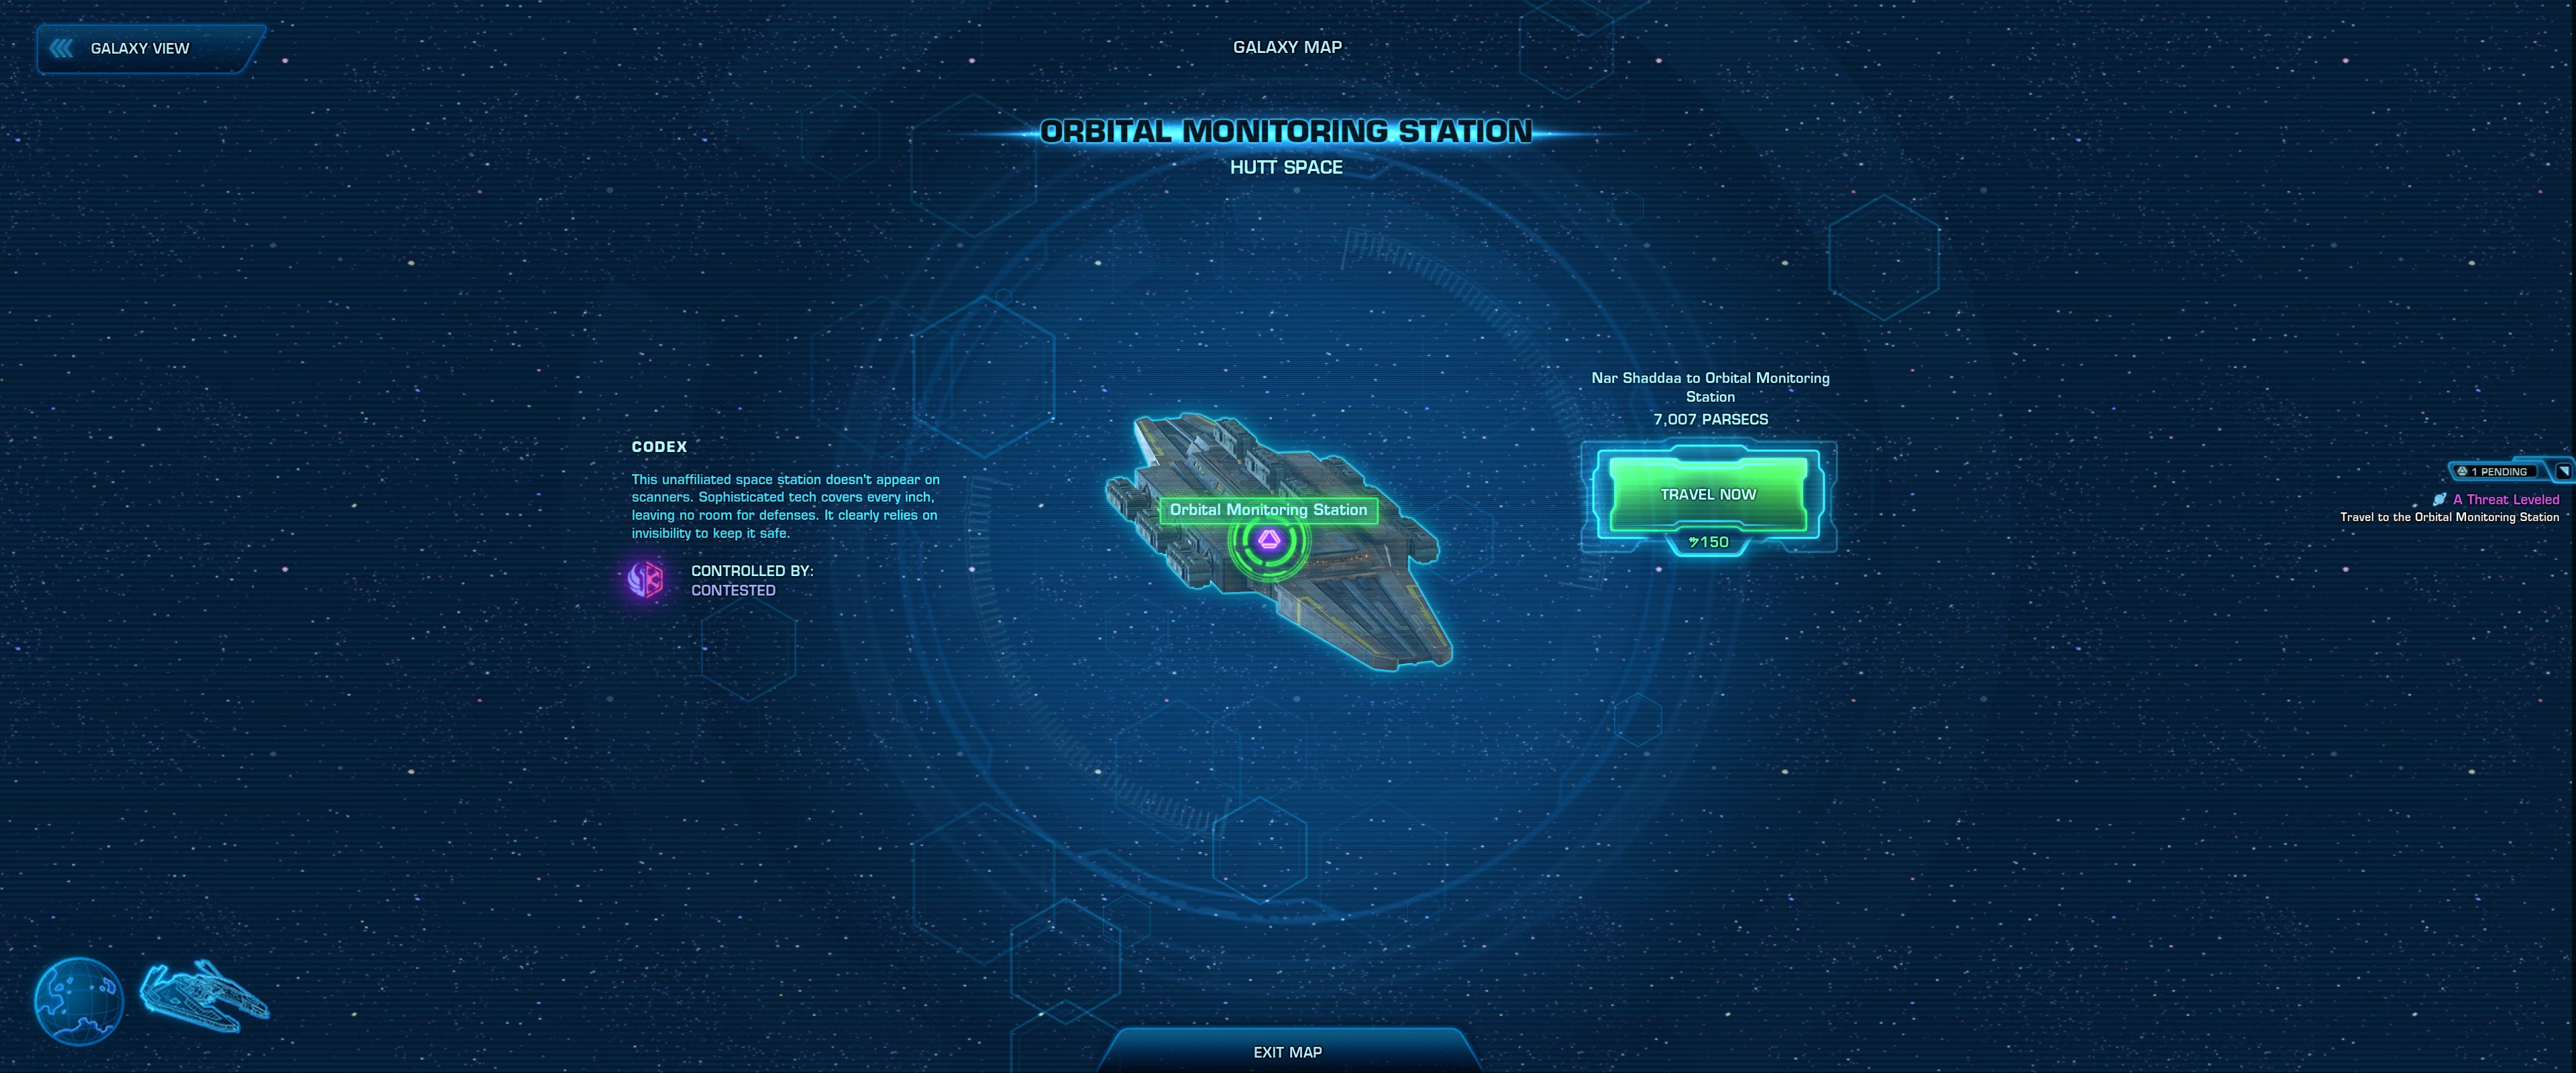 GALAXY VIEW
GALAXY MAP
ORBITAL MONITORING STATION
HUTT SPACE
Nar Shaddaa to Orbital Monitoring
Station
7,007 PARSECS
TRAVEL NOW
150
CODEX
This unaffiliated space station doesn't appear on
scanners. Sophisticated tech covers every inch,
leaving no room for defenses. It clearly relies on
invisibility to keep it safe.
CONTROLLED BY:
CONTESTED
Orbital Monitoring Station
1 PENDING
A Threat Leveled
Travel to the Orbital Monitoring Station
EXIT MAP